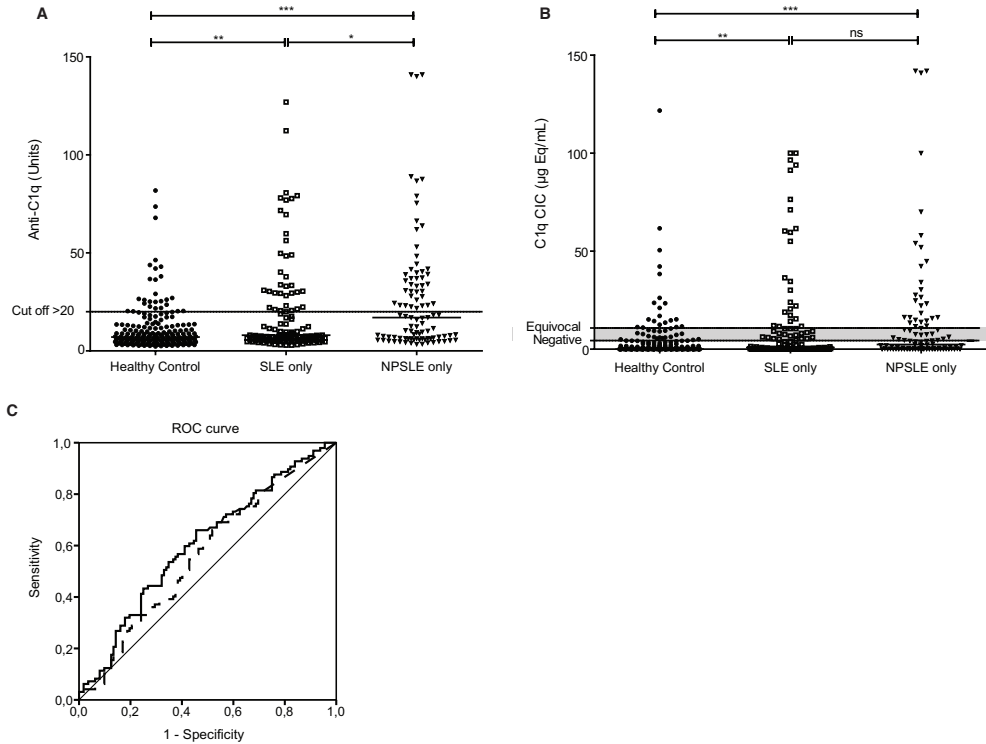 A
***
**
*
Anti-C1q (Units)
150
100
50
Cut off >20
0
Healthy Control
SLE only
NPSLE only
B
***
**
ns
C1q CIC (µg Eq/mL)
150
100
50
Equivocal
Negative
0
Healthy Control
SLE only
NPSLE only
C
ROC curve
Sensitivity
1,0
0,8
0,6
0,4
0,2
0,0
0,0 0,2 0,4 0,6 0,8 1,0
1 - Specificity